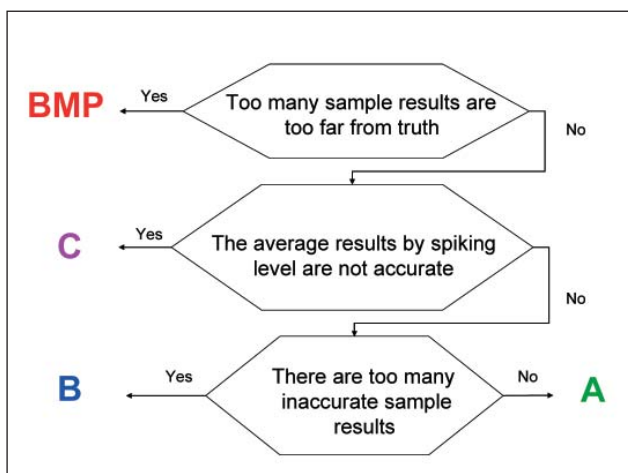 BMP
Yes
Too many sample results are
too far from truth
No
C
Yes
The average results by spiking
level are not accurate
No
B
Yes
There are too many
inaccurate sample
results
No
A